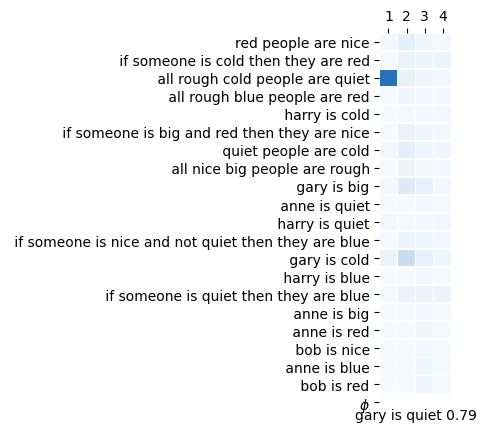 1 2 3 4
red people are nice
if someone is cold then they are red
all rough cold people are quiet
all rough blue people are red
harry is cold
if someone is big and red then they are nice
quiet people are cold
all nice big people are rough
gary is big
anne is quiet
harry is quiet
if someone is nice and not quiet then they are blue
gary is cold
harry is blue
if someone is quiet then they are blue
anne is big
anne is red
bob is nice
anne is blue
bob is red
ϕ
gary is quiet 0.79